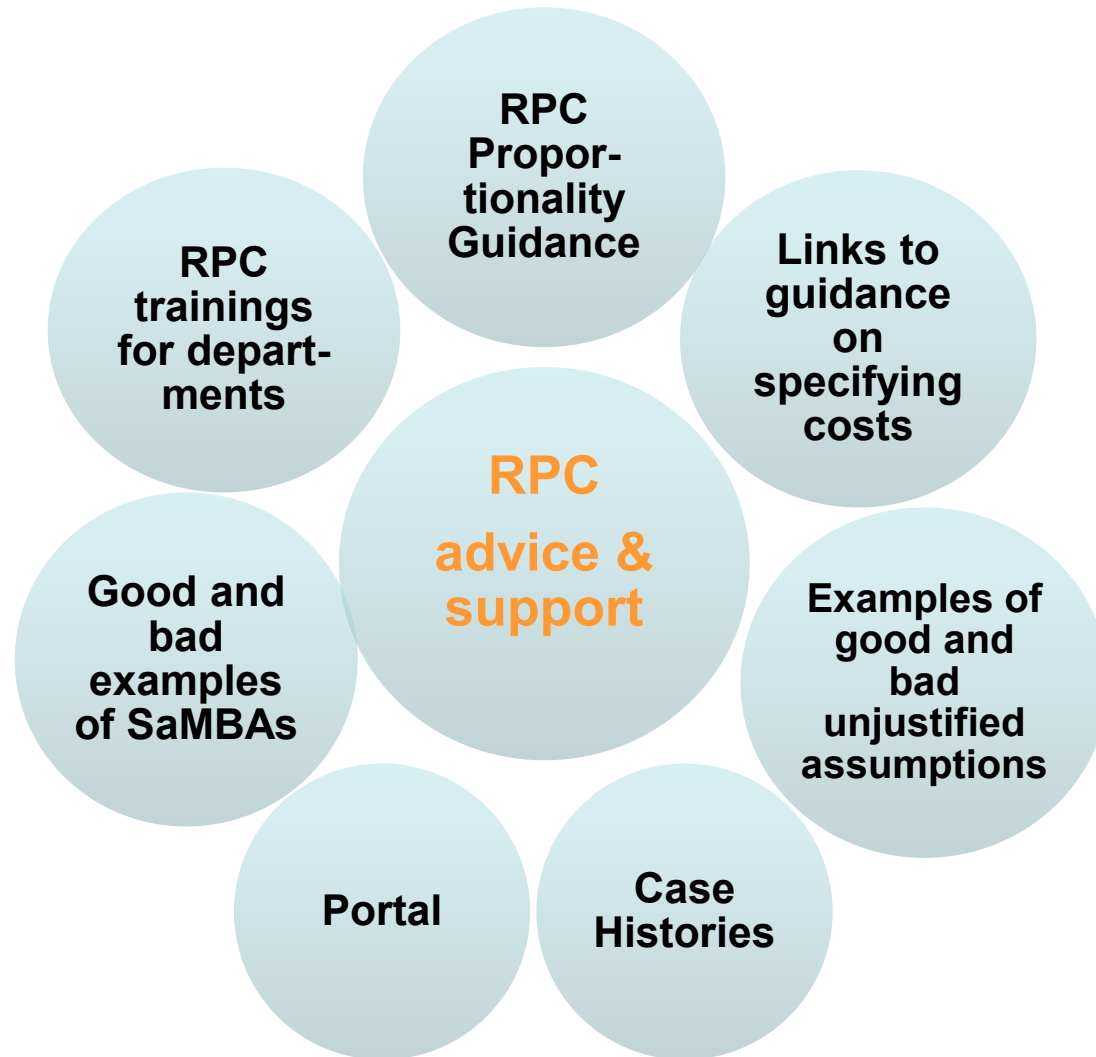 RPC
Propor-
tionality
Guidance
Links to
guidance
on
specifying
costs
Examples of
good and
bad
unjustified
assumptions
Case
Histories
Portal
Good and
bad
examples
of SaMBAs
RPC
trainings
for depart-
ments
RPC
advice &
support